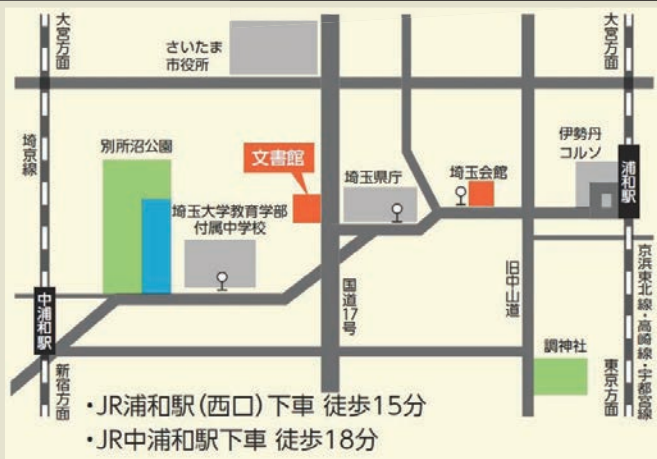 大宮方面
さいたま
市役所
大宮方面
埼京線
別所沼公園
文書館
埼玉県庁
埼玉会館
伊勢丹
コルソ
浦和駅
埼玉大学教育学部
付属中学校
国道17号
旧中山道
京浜東北線・高崎線・宇都宮線
中浦和駅
新宿方面
調神社
東京方面
・JR浦和駅(西口)下車 徒歩15分
・JR中浦和駅下車 徒歩18分